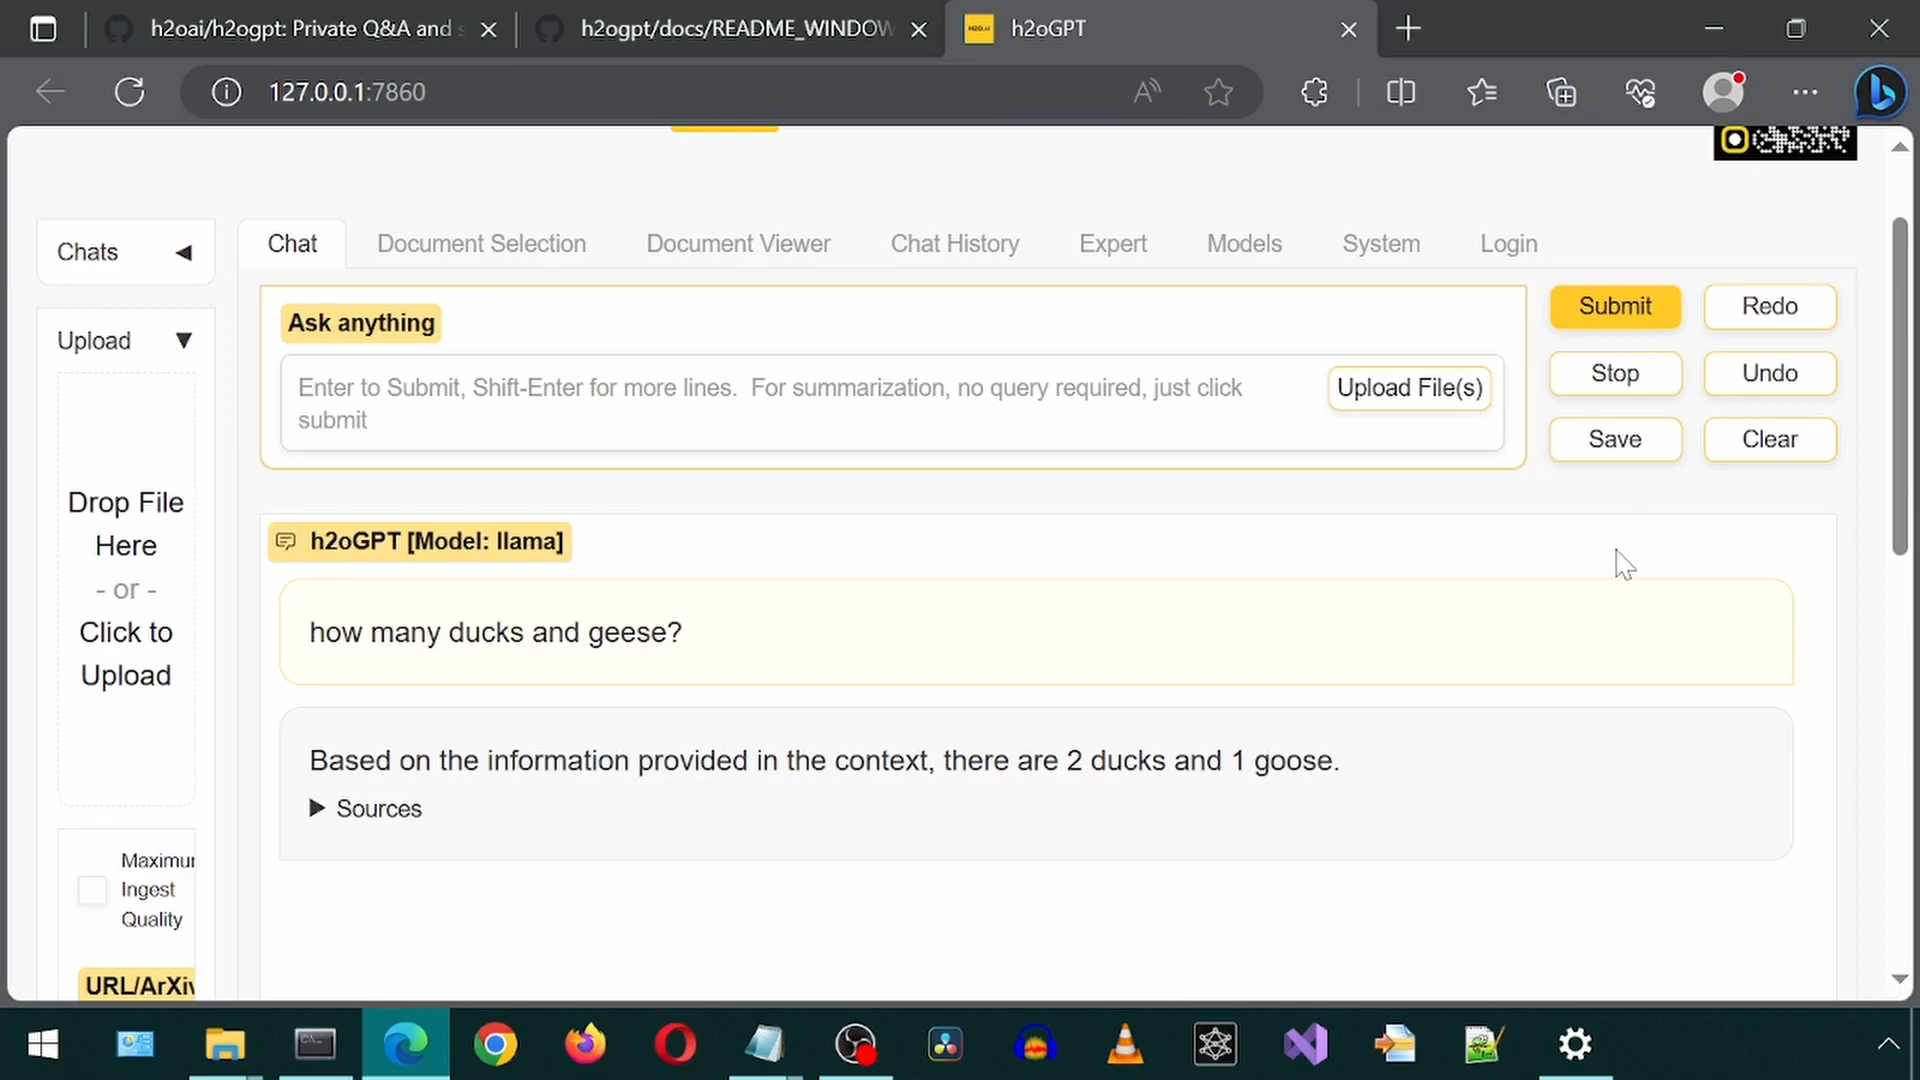 h2oai/h2ogpt: Private Q&A and s
h2ogpt/docs/README_WINDOW
h2oGPT
127.0.0.1:7860
Chats
Upload
Drop File
Here
- or -
Click to
Upload
Maximur
Ingest
Quality
URL/ArXiv
Chat
Document Selection
Document Viewer
Chat History
Expert
Models
System
Login
Ask anything
Enter to Submit, Shift-Enter for more lines.  For summarization, no query required, just click
submit
Upload File(s)
Submit
Redo
Stop
Undo
Save
Clear
h2oGPT [Model: llama]
how many ducks and geese?
Based on the information provided in the context, there are 2 ducks and 1 goose.
Sources